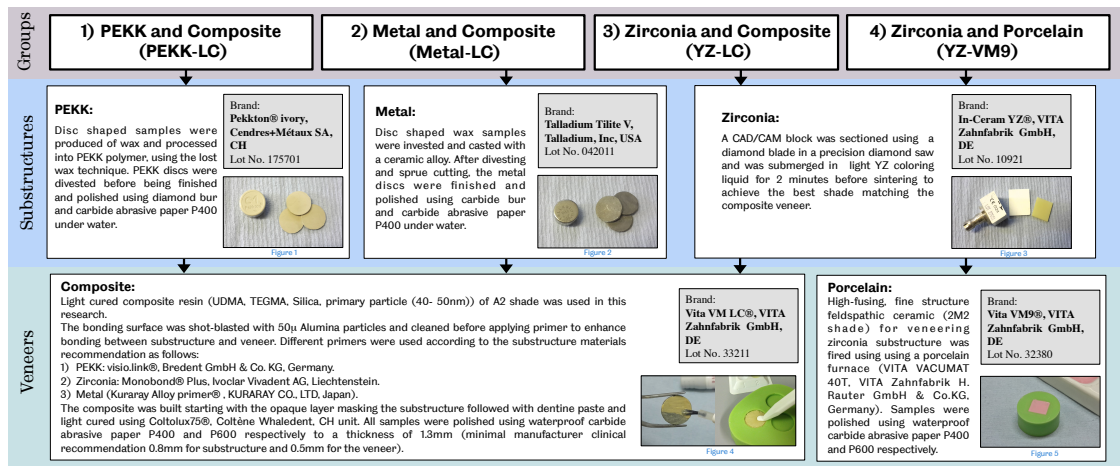 Groups
1) PEKK and Composite
(PEKK-LC)
2) Metal and Composite
(Metal-LC)
3) Zirconia and Composite
(YZ-LC)
4) Zirconia and Porcelain
(YZ-VM9)
Substructures
PEKK:
Disc shaped samples were
produced of wax and processed
into PEKK polymer, using the lost
wax technique. PEKK discs were
divested before being finished
and polished using diamond bur
and carbide abrasive paper P400
under water.
Brand:
Pekkton® ivory,
Cendres+Métaux SA,
CH
Lot No. 175701
Figure 1
Metal:
Disc shaped wax samples
were invested and casted with
a ceramic alloy. After divesting
and sprue cutting, the metal
discs were finished and
polished using carbide bur
and carbide abrasive paper
P400 under water.
Brand:
Talladium Tilite V,
Talladium, Inc, USA
Lot No. 042011
Figure 2
Zirconia:
A CAD/CAM block was sectioned using a
diamond blade in a precision diamond saw
and was submerged in light YZ coloring
liquid for 2 minutes before sintering to
achieve the best shade matching the
composite veneer.
Brand:
In-Ceram YZ®, VITA
Zahnfabrik GmbH,
DE
Lot No. 10921
Figure 3
Veneers
Composite:
Light cured composite resin (UDMA, TEGMA, Silica, primary particle (40- 50nm)) of A2 shade was used in this
research.
The bonding surface was shot-blasted with 50µ Alumina particles and cleaned before applying primer to enhance
bonding between substructure and veneer. Different primers were used according to the substructure materials
recommendation as follows:
1) PEKK: visio.link®, Bredent GmbH & Co. KG, Germany.
2) Zirconia: Monobond® Plus, Ivoclar Vivadent AG, Liechtenstein.
3) Metal (Kuraray Alloy primer® , KURARAY CO., LTD, Japan).
The composite was built starting with the opaque layer masking the substructure followed with dentine paste and
light cured using Coltolux75®, Coltène Whaledent, CH unit. All samples were polished using waterproof carbide
abrasive paper P400 and P600 respectively to a thickness of 1.3mm (minimal manufacturer clinical
recommendation 0.8mm for substructure and 0.5mm for the veneer).
Brand:
Vita VM LC®, VITA
Zahnfabrik GmbH,
DE
Lot No. 33211
Figure 4
Porcelain:
High-fusing, fine structure
feldspathic ceramic (2M2
shade) for veneering
zirconia substructure was
fired using using a porcelain
furnace (VITA VACUMAT
40T, VITA Zahnfabrik H.
Rauter GmbH & Co.KG,
Germany). Samples were
polished using waterproof
carbide abrasive paper P400
and P600 respectively.
Brand:
Vita VM9®, VITA
Zahnfabrik GmbH,
DE
Lot No. 32380
Figure 5